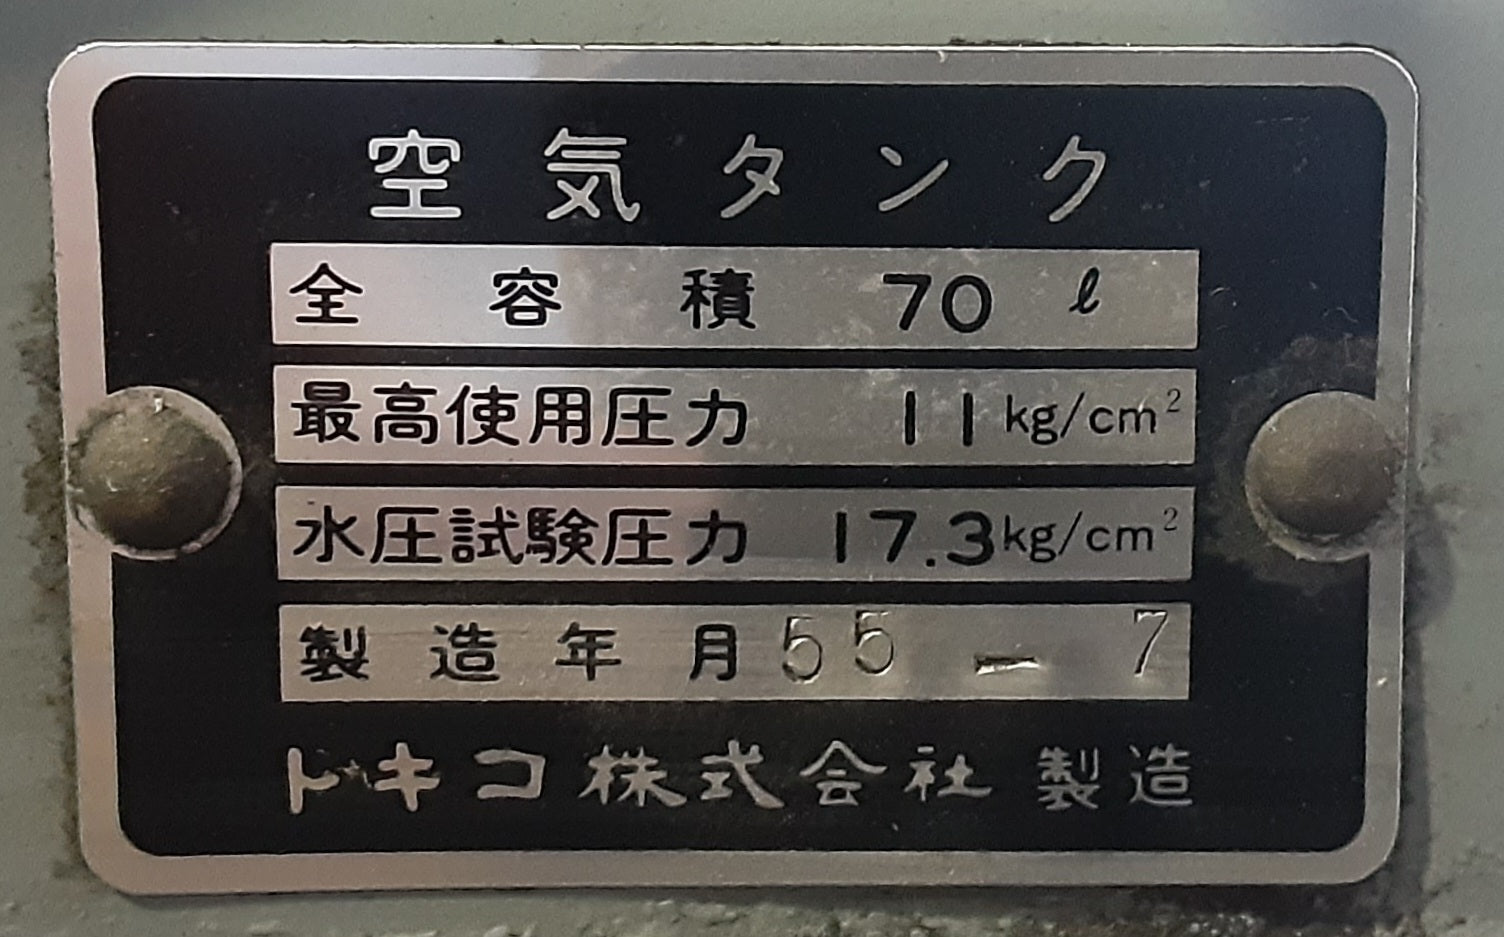 空気タンク
全容積 70 ℓ
最高使用圧力 11 kg/cm²
水圧試験圧力 17.3 kg/cm²
製造年月 55 - 7
トキコ株式会社 製造